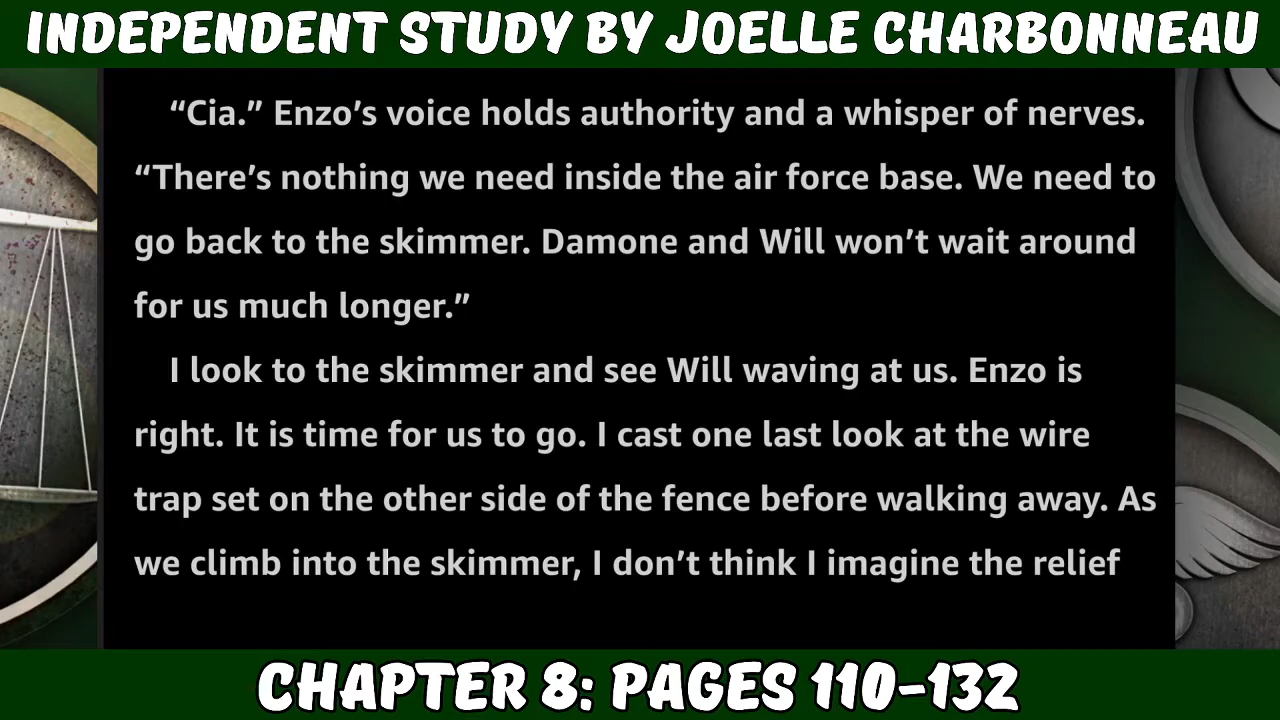 INDEPENDENT STUDY BY JOELLE CHARBONNEAU
“Cia.” Enzo’s voice holds authority and a whisper of nerves.
“There’s nothing we need inside the air force base. We need to
go back to the skimmer. Damone and Will won’t wait around
for us much longer.”
I look to the skimmer and see Will waving at us. Enzo is
right. It is time for us to go. I cast one last look at the wire
trap set on the other side of the fence before walking away. As
we climb into the skimmer, I don’t think I imagine the relief
CHAPTER 8: PAGES 110-132